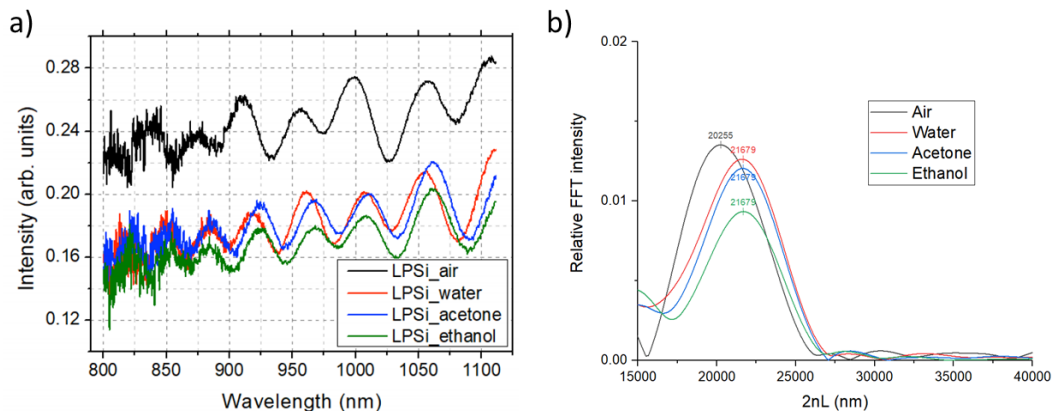 a)
Intensity (arb. units)
0.28
0.24
0.20
0.16
0.12
LPSi_air
LPSi_water
LPSi_acetone
LPSi_ethanol
800 850 900 950 1000 1050 1100
Wavelength (nm)
b)
Relative FFT intensity
0.02
0.01
0.00
20255
21679
21679
21679
Air
Water
Acetone
Ethanol
15000 20000 25000 30000 35000 40000
2nL (nm)